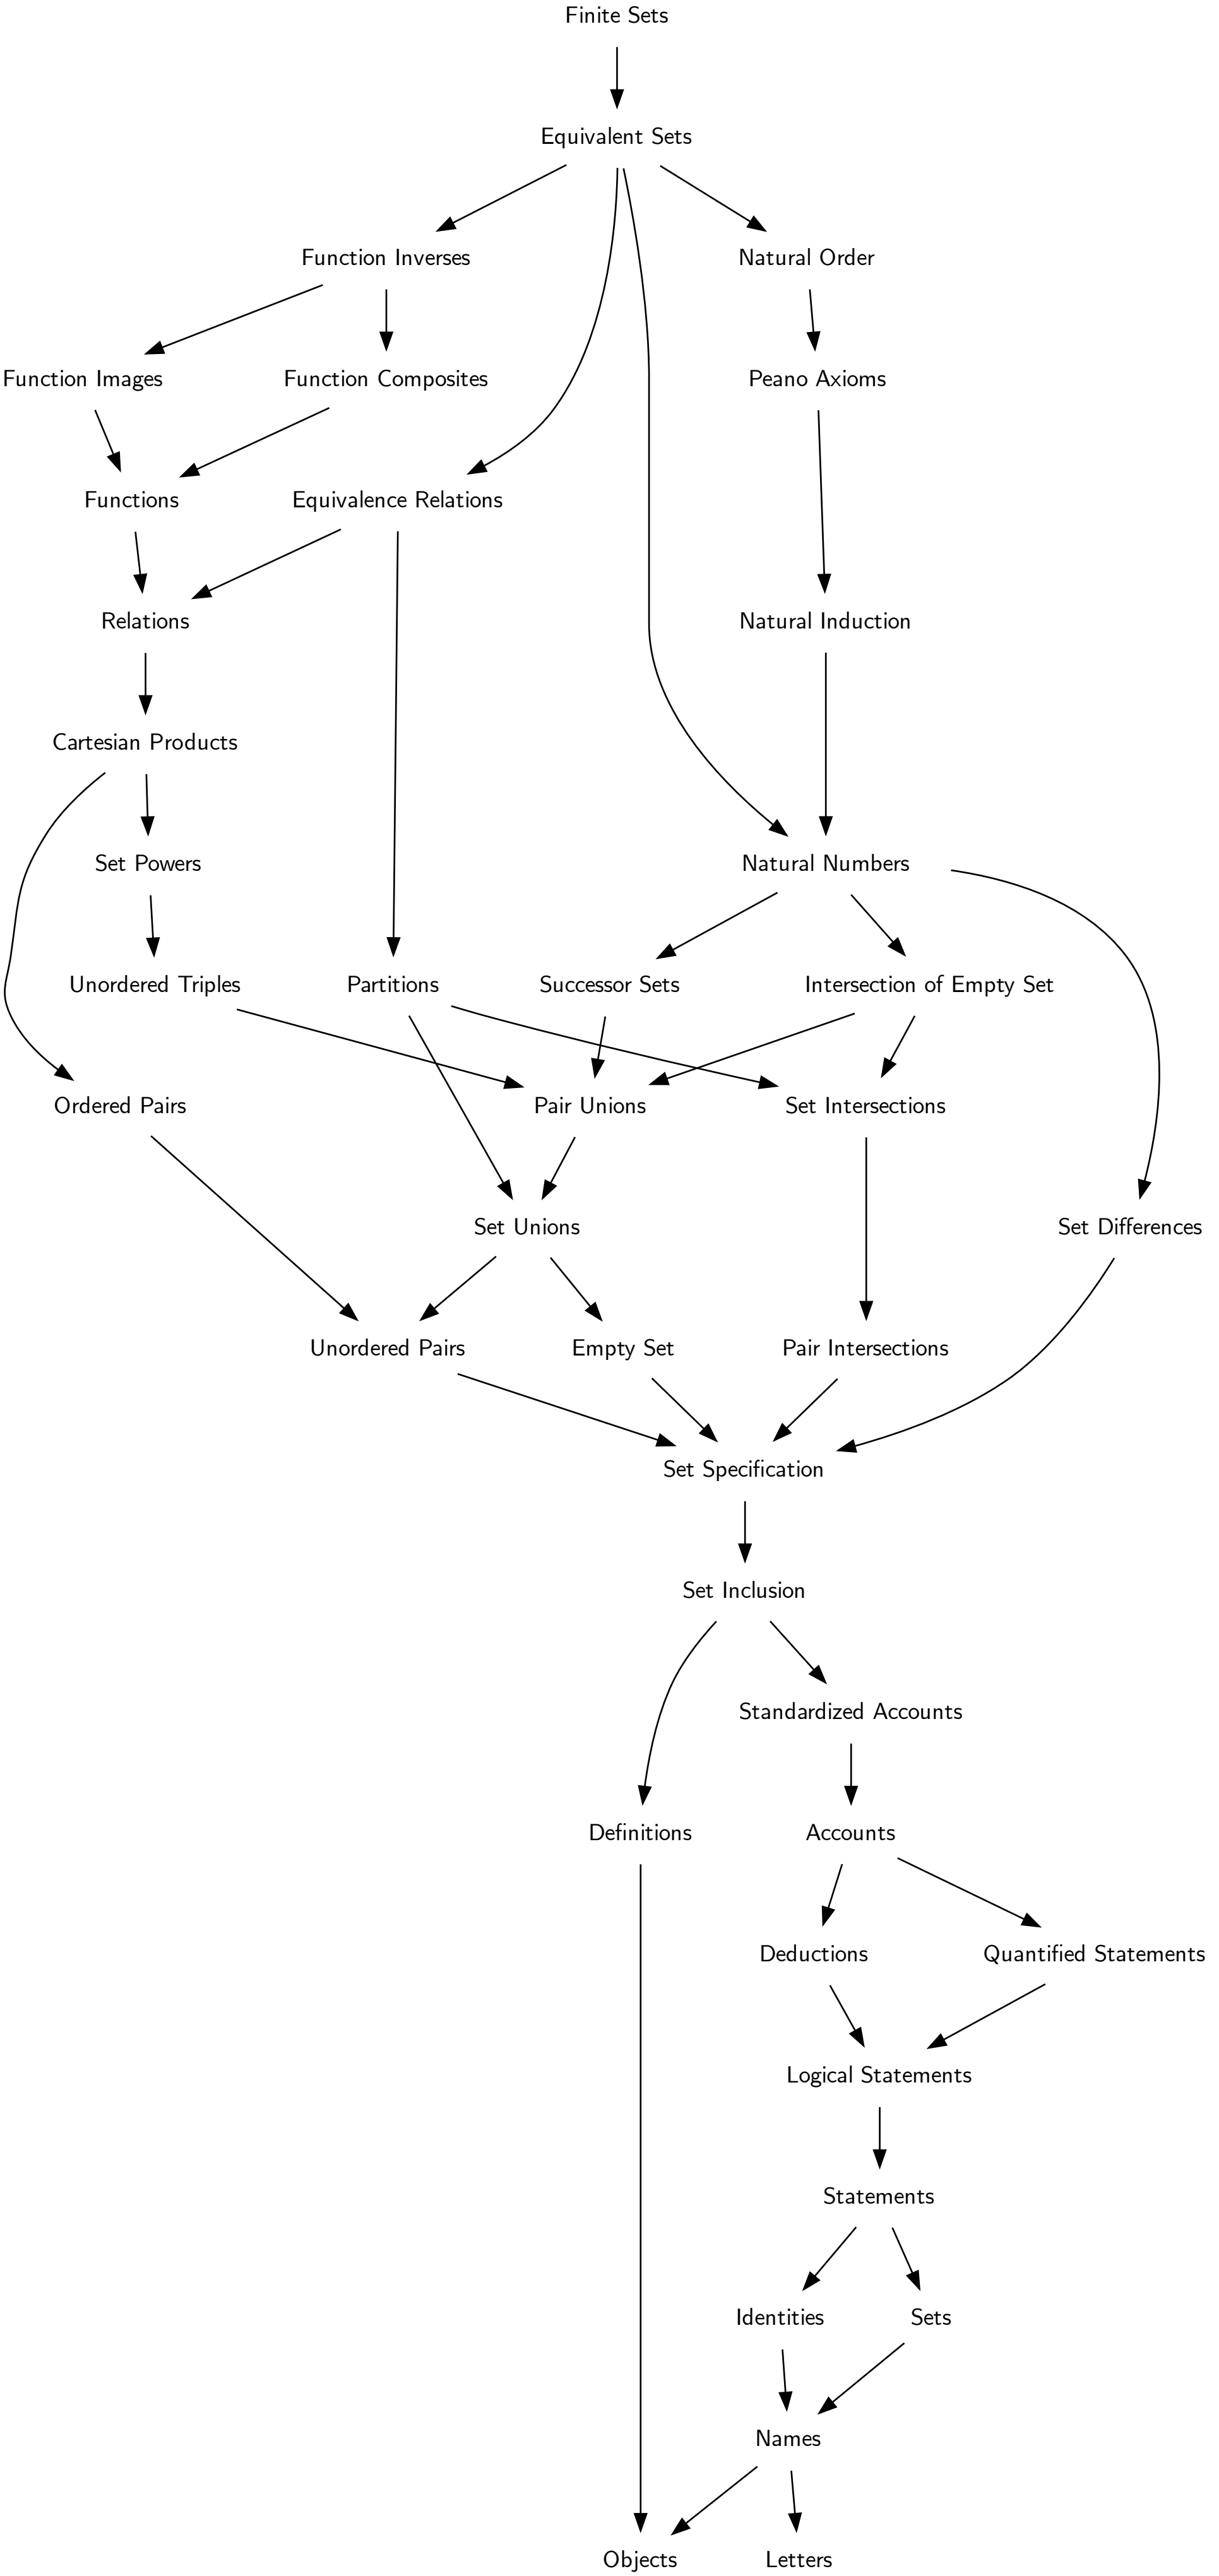 Finite Sets
Equivalent Sets
Function Inverses
Natural Order
Function Images
Function Composites
Peano Axioms
Functions
Equivalence Relations
Relations
Natural Induction
Cartesian Products
Set Powers
Natural Numbers
Unordered Triples
Partitions
Successor Sets
Intersection of Empty Set
Ordered Pairs
Pair Unions
Set Intersections
Set Unions
Set Differences
Unordered Pairs
Empty Set
Pair Intersections
Set Specification
Set Inclusion
Standardized Accounts
Definitions
Accounts
Deductions
Quantified Statements
Logical Statements
Statements
Identities
Sets
Names
Objects
Letters